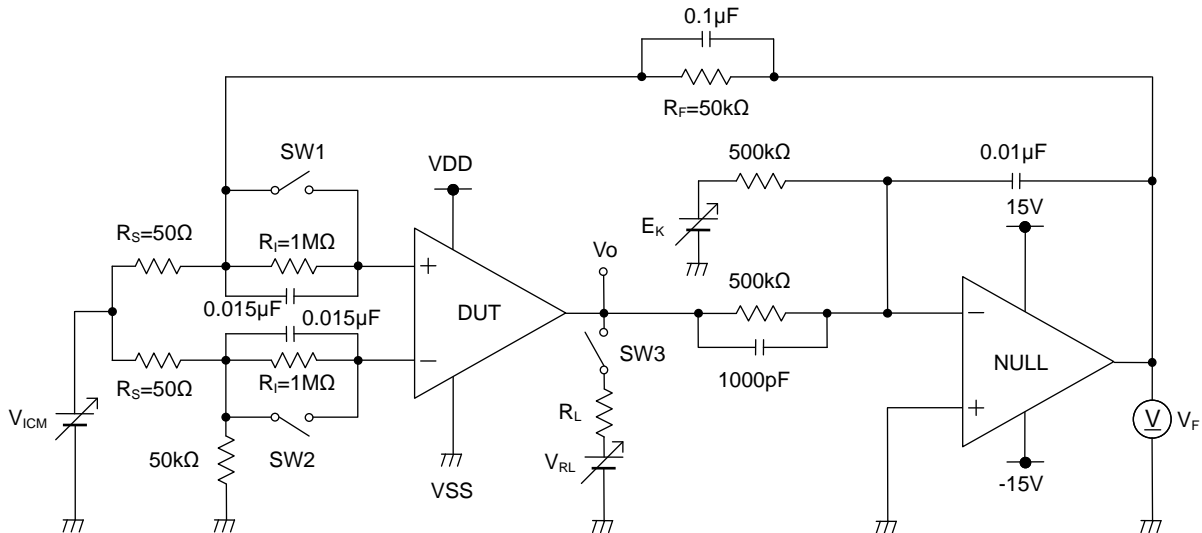 0.1µF
RF=50kΩ
SW1
VDD
500kΩ
0.01µF
15V
EK
RS=50Ω
RI=1MΩ
Vo
0.015µF
500kΩ
0.015µF
DUT
SW3
NULL
RS=50Ω
RI=1MΩ
1000pF
VICM
RL
V
VF
50kΩ
SW2
VRL
VSS
-15V
+
−
−
+